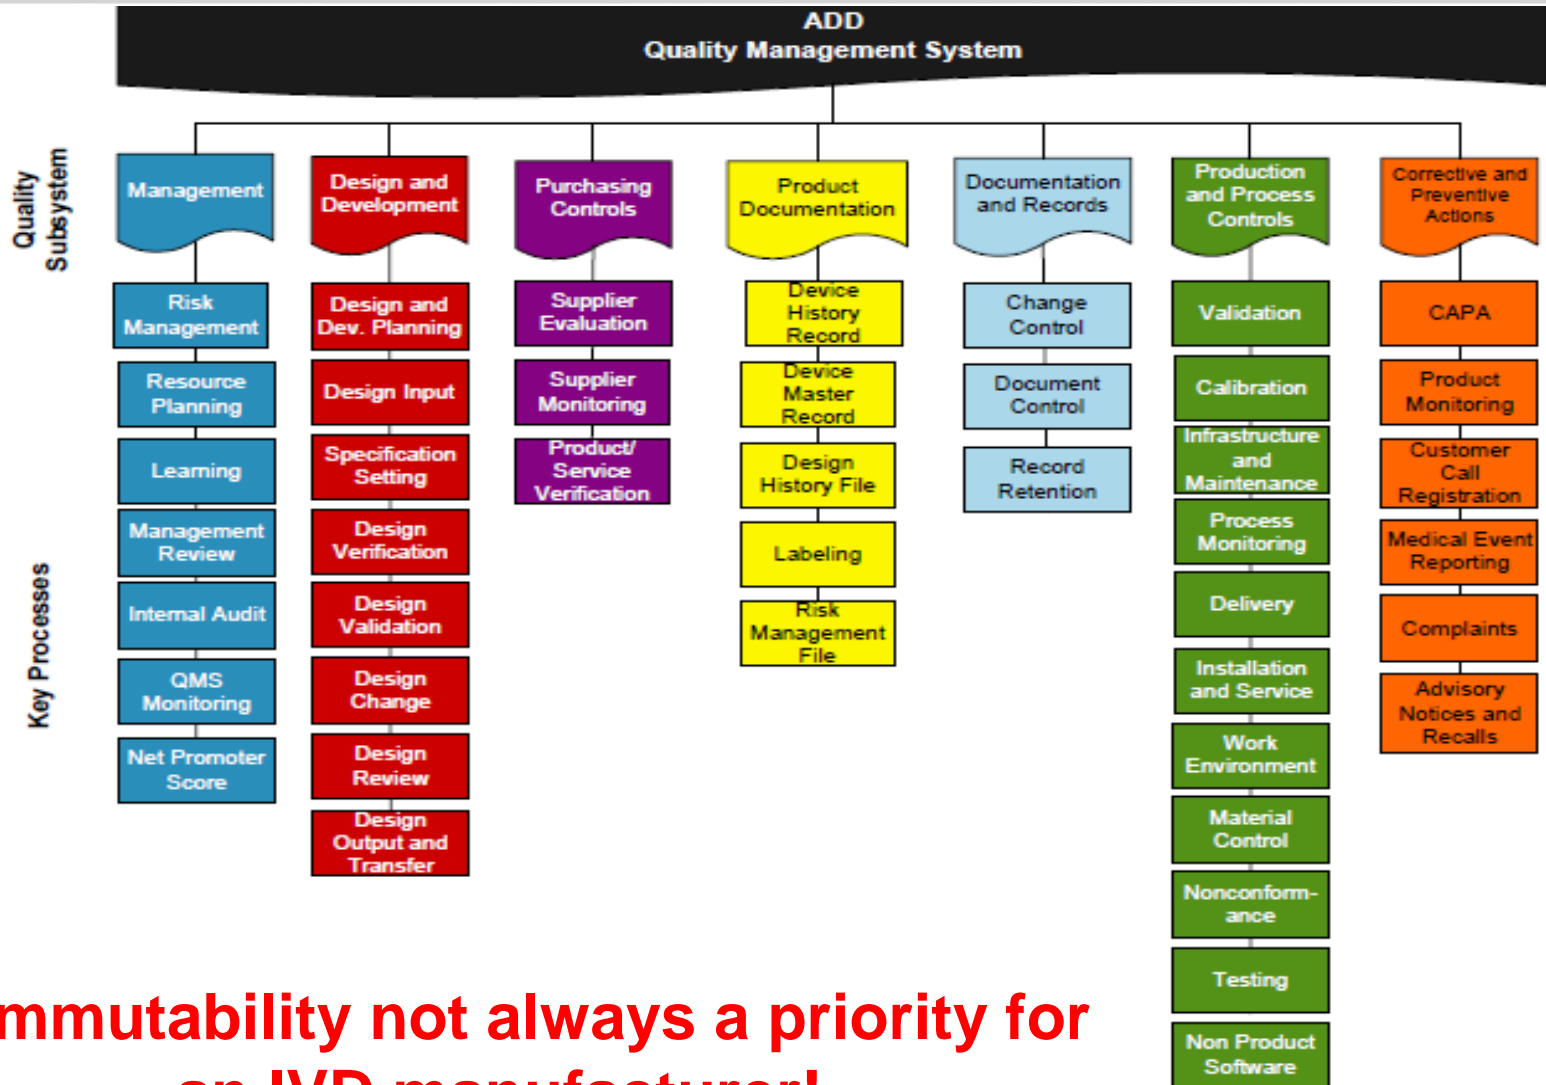 ADD
Quality Management System
Quality
Subsystem
Management
Design and
Development
Purchasing
Controls
Product
Documentation
Documentation
and Records
Production
and Process
Controls
Corrective and
Preventive
Actions
Key Processes
Risk
Management
Resource
Planning
Learning
Management
Review
Internal Audit
QMS
Monitoring
Net Promoter
Score
Design and
Dev. Planning
Design Input
Specification
Setting
Design
Verification
Design
Validation
Design
Change
Design
Review
Design
Output and
Transfer
Supplier
Evaluation
Supplier
Monitoring
Product/
Service
Verification
Device
History
Record
Device
Master
Record
Design
History File
Labeling
Risk
Management
File
Change
Control
Document
Control
Record
Retention
Validation
Calibration
Infrastructure
and
Maintenance
Process
Monitoring
Delivery
Installation
and Service
Work
Environment
Material
Control
Nonconform-
ance
Testing
Non Product
Software
CAPA
Product
Monitoring
Customer
Call
Registration
Medical Event
Reporting
Complaints
Advisory
Notices and
Recalls
mmutability not always a priority for
an IVD manufacturer!